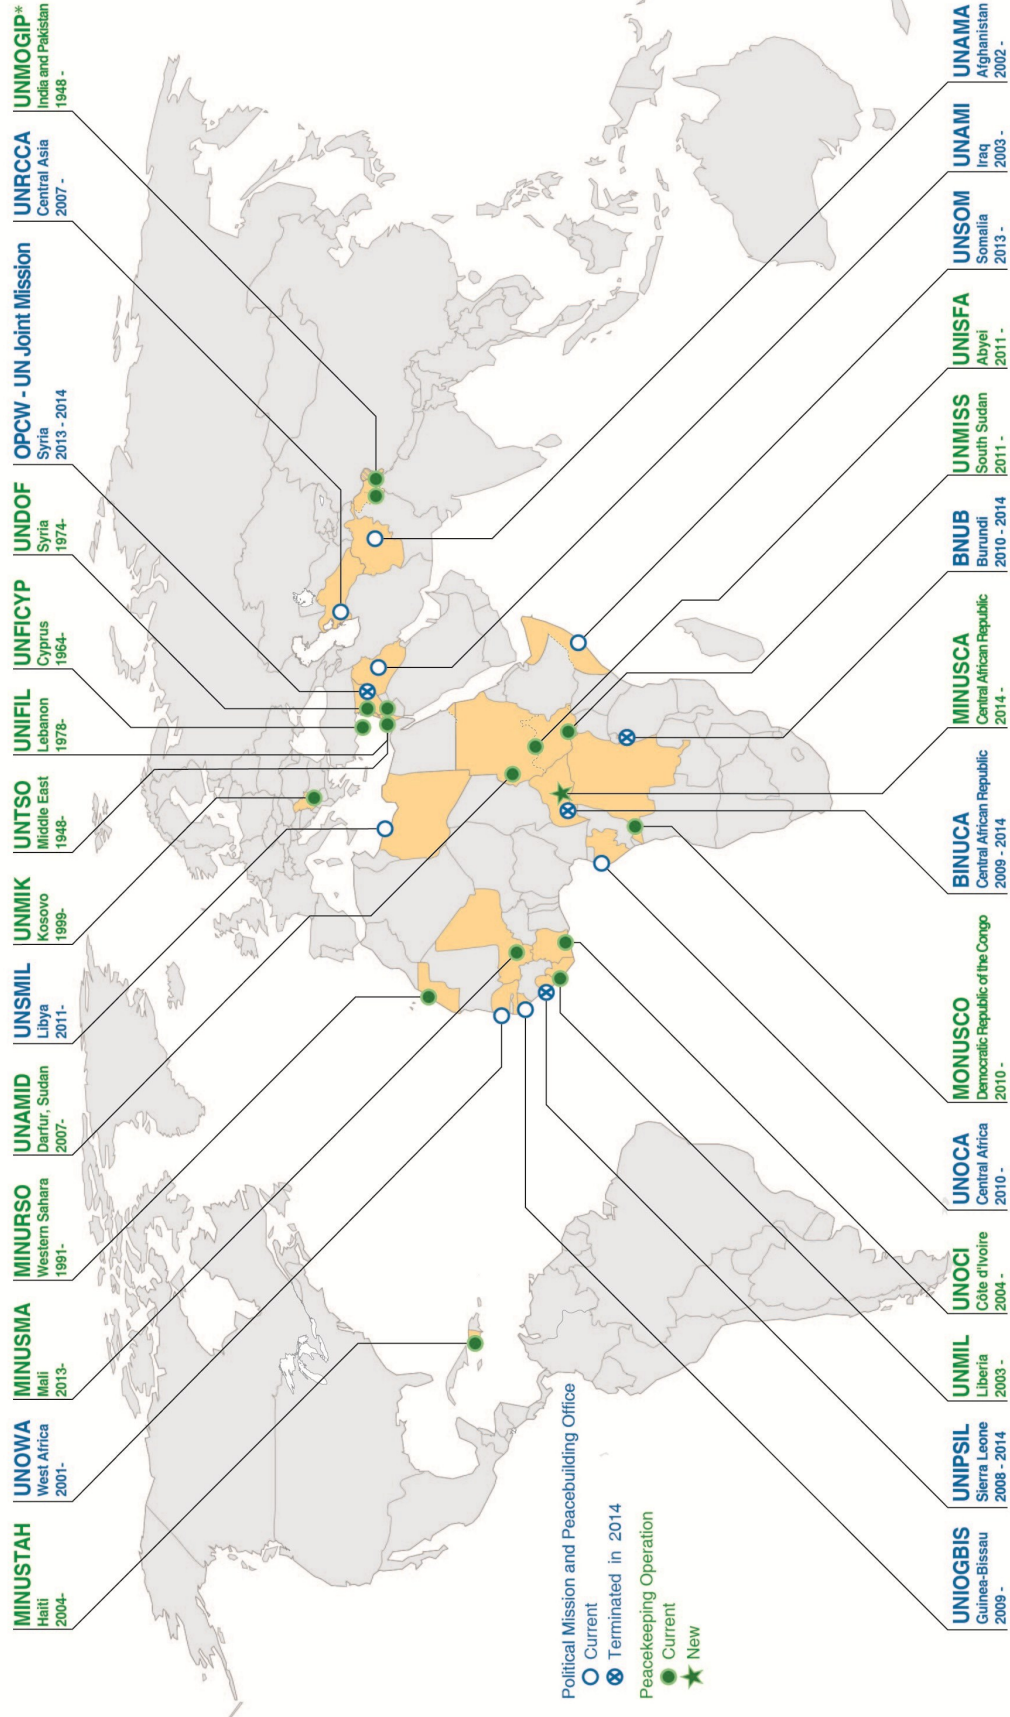 MINUSTAH
Haiti
2004-
UNOWA
West Africa
2001-
MINUSMA
Mali
2013-
MINURSO
Western Sahara
1991-
UNAMID
Darfur, Sudan
2007-
UNSMIL
Libya
2011-
UNMIK
Kosovo
1999-
UNTSO
Middle East
1948-
UNIFIL
Lebanon
1978-
UNFICYP
Cyprus
1964-
UNDOF
Syria
1974-
OPCW - UN Joint Mission
Syria
2013 - 2014
UNRCCA
Central Asia
2007 -
UNMOGIP*
India and Pakistan
1948 -
Political Mission and Peacebuilding Office
Current
Terminated in 2014
Peacekeeping Operation
Current
New
UNIOGBIS
Guinea-Bissau
2009 -
UNIPSIL
Sierra Leone
2008 - 2014
UNMIL
Liberia
2003 -
UNOCI
Côte d'Ivoire
2004 -
UNOCA
Central Africa
2010 -
MONUSCO
Democratic Republic of the Congo
2010 -
BINUCA
Central African Republic
2009 - 2014
MINUSCA
Central African Republic
2014 -
BNUB
Burundi
2010 - 2014
UNMISS
South Sudan
2011 -
UNISFA
Abyei
2011 -
UNSOM
Somalia
2013 -
UNAMI
Iraq
2003 -
UNAMA
Afghanistan
2002 -